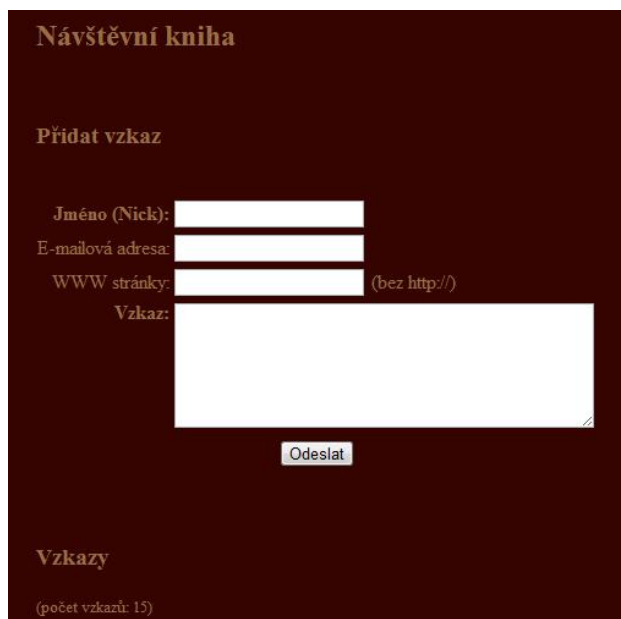 Návštěvní kniha
Přidat vzkaz
Jméno (Nick):
E-mailová adresa:
WWW stránky: (bez http://)
Vzkaz:
Odeslat
Vzkazy
(počet vzkazů: 15)